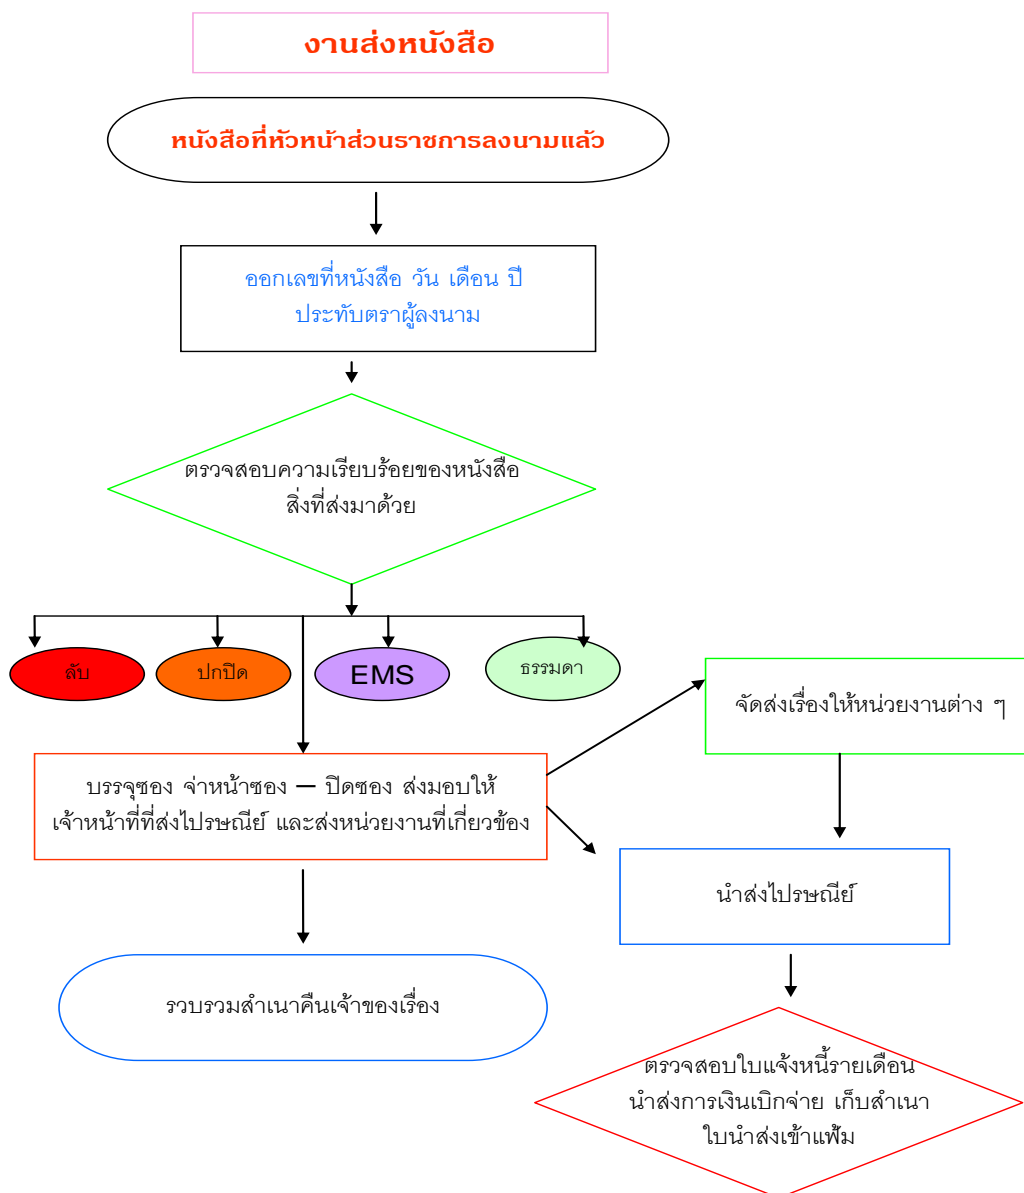 งานส่งหนังสือ
หนังสือที่หัวหน้าส่วนราชการลงนามแล้ว
ออกเลขที่หนังสือ วัน เดือน ปี
ประทับตราผู้ลงนาม
ตรวจสอบความเรียบร้อยของหนังสือ
สิ่งที่ส่งมาด้วย
ลับ
ปกปิด
EMS
ธรรมดา
จัดส่งเรื่องให้หน่วยงานต่าง ๆ
บรรจุซอง จ่าหน้าซอง – ปิดซอง ส่งมอบให้
เจ้าหน้าที่ที่ส่งไปรษณีย์ และส่งหน่วยงานที่เกี่ยวข้อง
นำส่งไปรษณีย์
รวบรวมสำเนาคืนเจ้าของเรื่อง
ตรวจสอบใบแจ้งหนี้รายเดือน
นำส่งการเงินเบิกจ่าย เก็บสำเนา
ใบนำส่งเข้าแฟ้ม